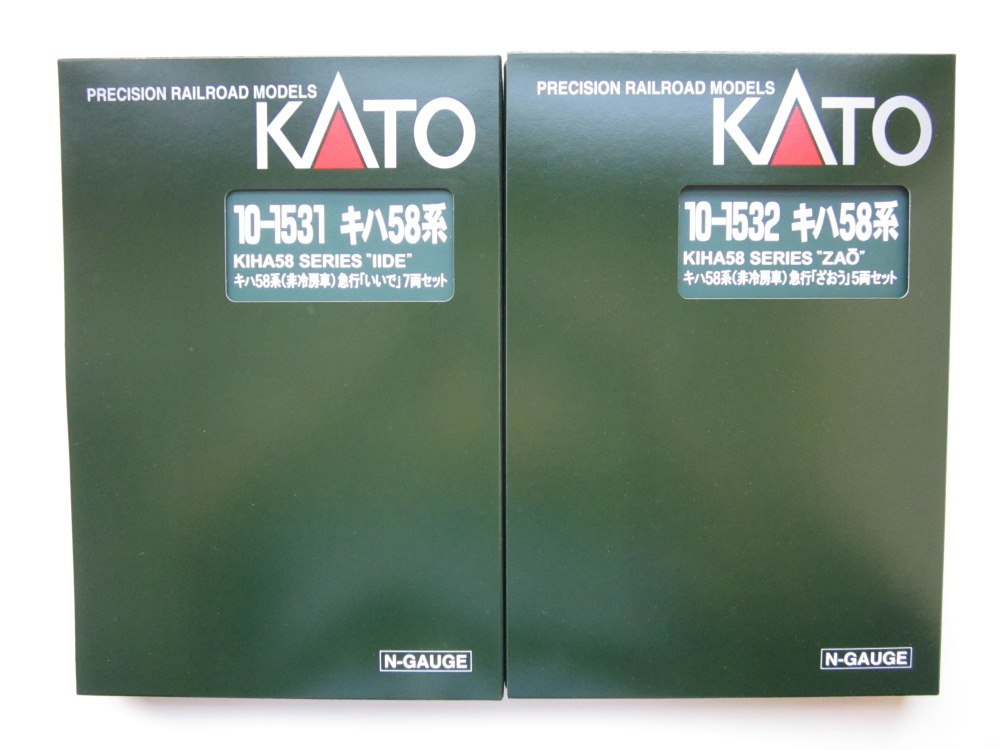 PRECISION RAILROAD MODELS
KATO
10-1531 キハ58系
KIHA58 SERIES "IIDE"
キハ58系(非冷房車)急行「いいで」7両セット
N-GAUGE
PRECISION RAILROAD MODELS
KATO
10-1532 キハ58系
KIHA58 SERIES "ZAŌ"
キハ58系(非冷房車)急行「ざおう」5両セット
N-GAUGE